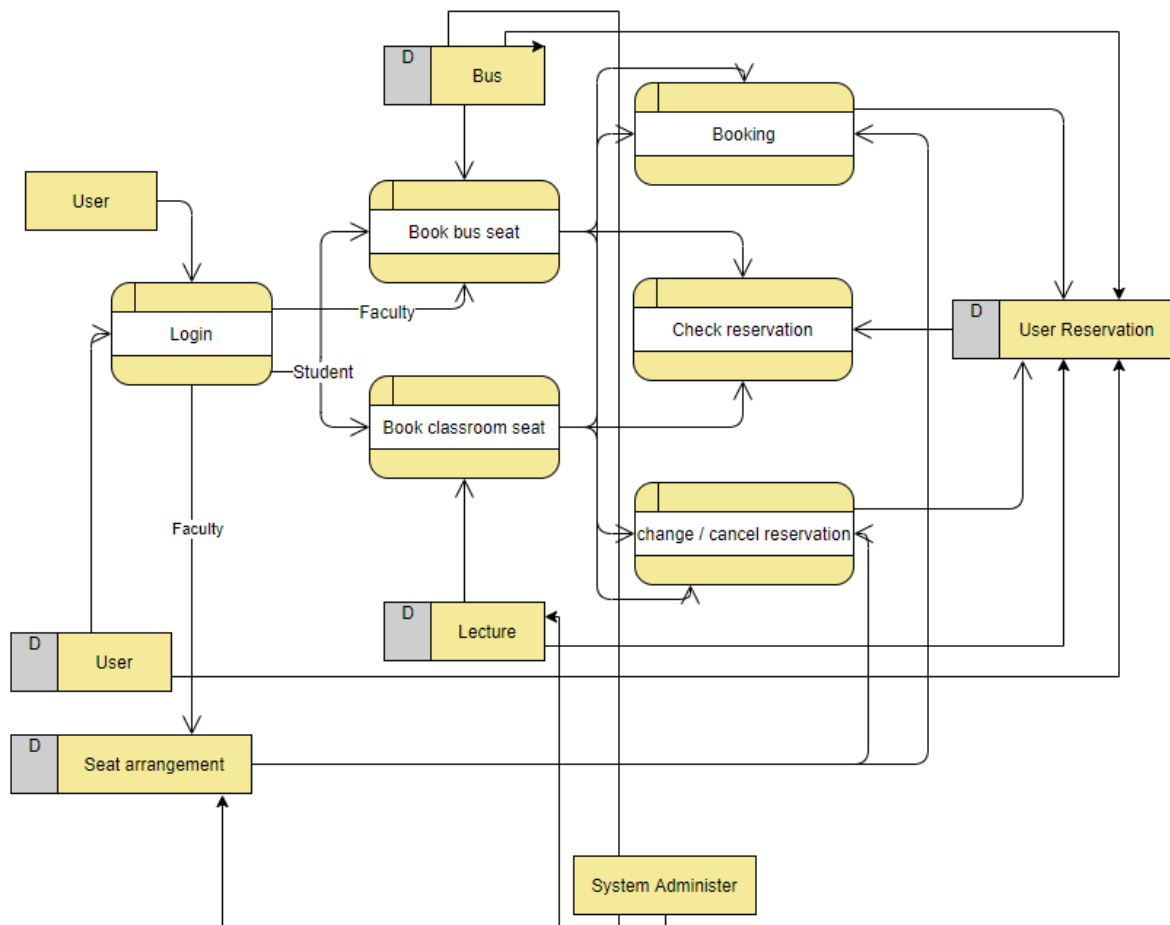 D
Bus
Booking
User
Book bus seat
Faculty
Login
Check reservation
D
User Reservation
Student
Book classroom seat
Faculty
change / cancel reservation
D
Lecture
D
User
D
Seat arrangement
System Administer